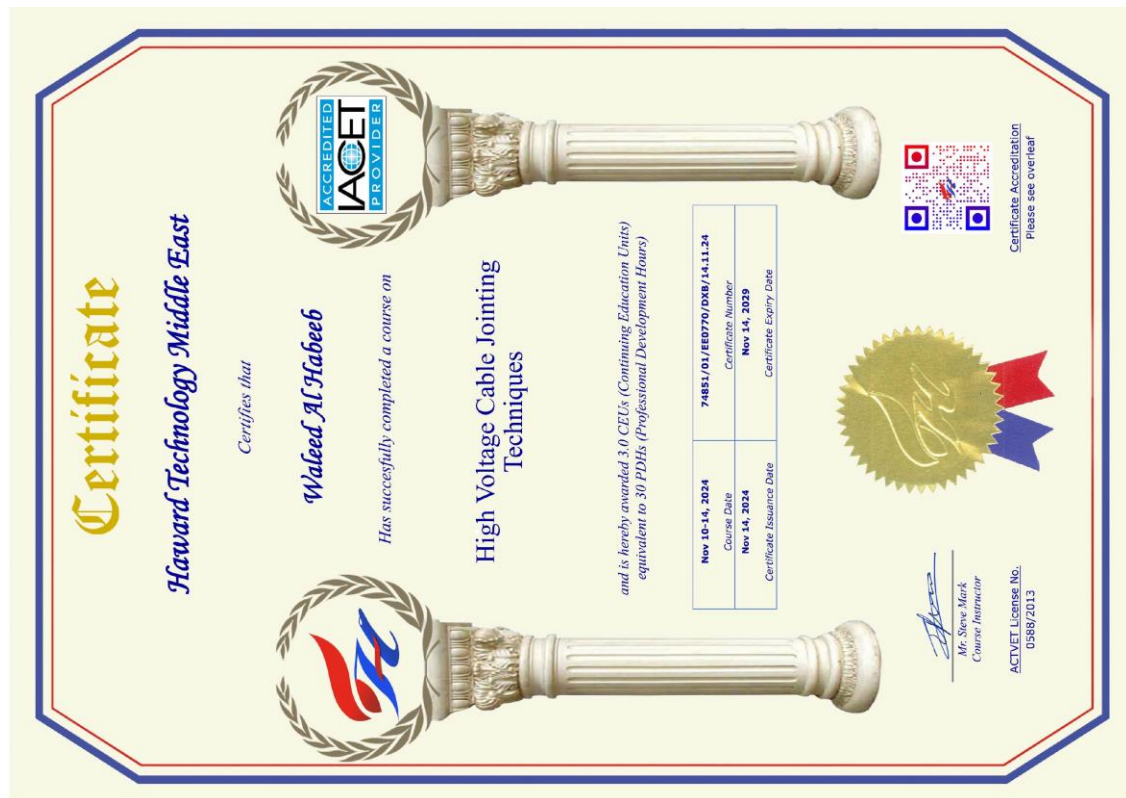 Certificate
Haward Technology Middle East
Certifies that
Waleed Al Habeeb
Has succesfully completed a course on
High Voltage Cable Jointing
Techniques
and is hereby awarded 3.0 CEUs (Continuing Education Units)
equivalent to 30 PDHs (Professional Development Hours)
Nov 10-14, 2024
74851/01/EE0770/DXB/14.11.24
Course Date
Certificate Number
Nov 14, 2024
Nov 14, 2029
Certificate Issuance Date
Certificate Expiry Date
ACCREDITED
IACET
PROVIDER
Mr. Steve Mark
Course Instructor
ACTVET License No.
0588/2013
Certificate Accreditation
Please see overleaf